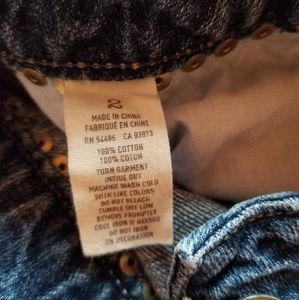 2
MADE IN CHINA
FABRIQUÉ EN CHINE
RN 54485 CA 03973
100% COTTON
100% COTON
TURN GARMENT
INSIDE OUT
MACHINE WASH COLD
WITH LIKE COLORS
DO NOT BLEACH
TUMBLE DRY LOW
REMOVE PROMPTLY
COOL IRON IF NEEDED
DO NOT IRON
ON DECORATION